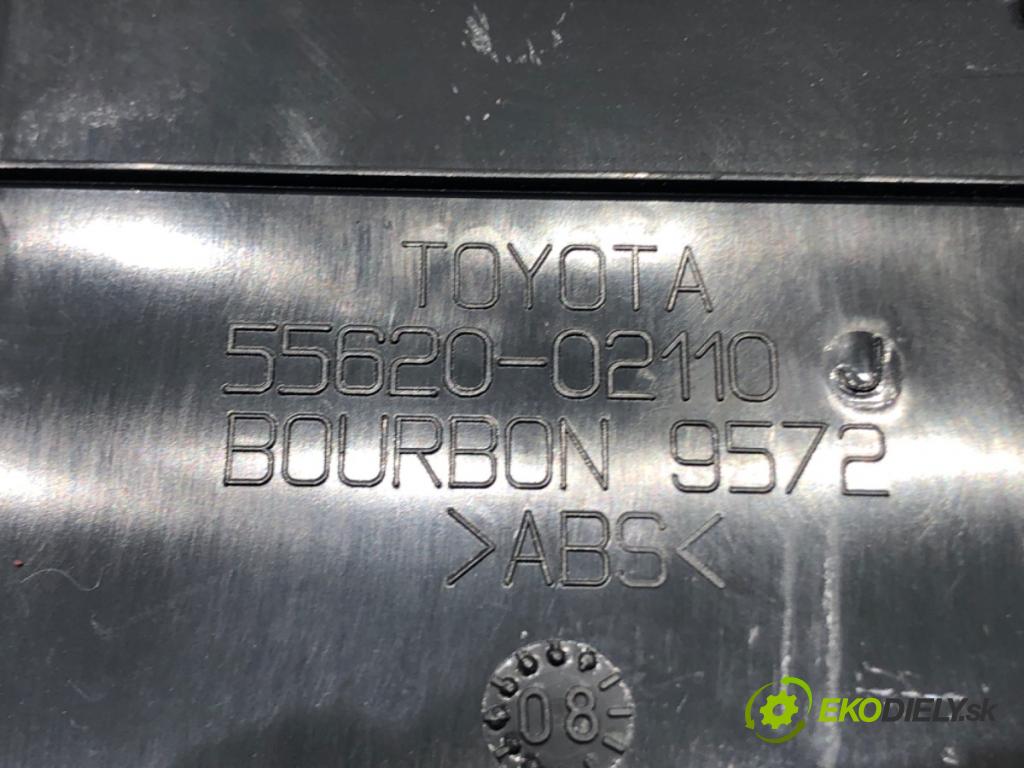 TOYOTA
55620-02110 J
BOURBON 9572
>ABS<
08
EKODIELY.sk